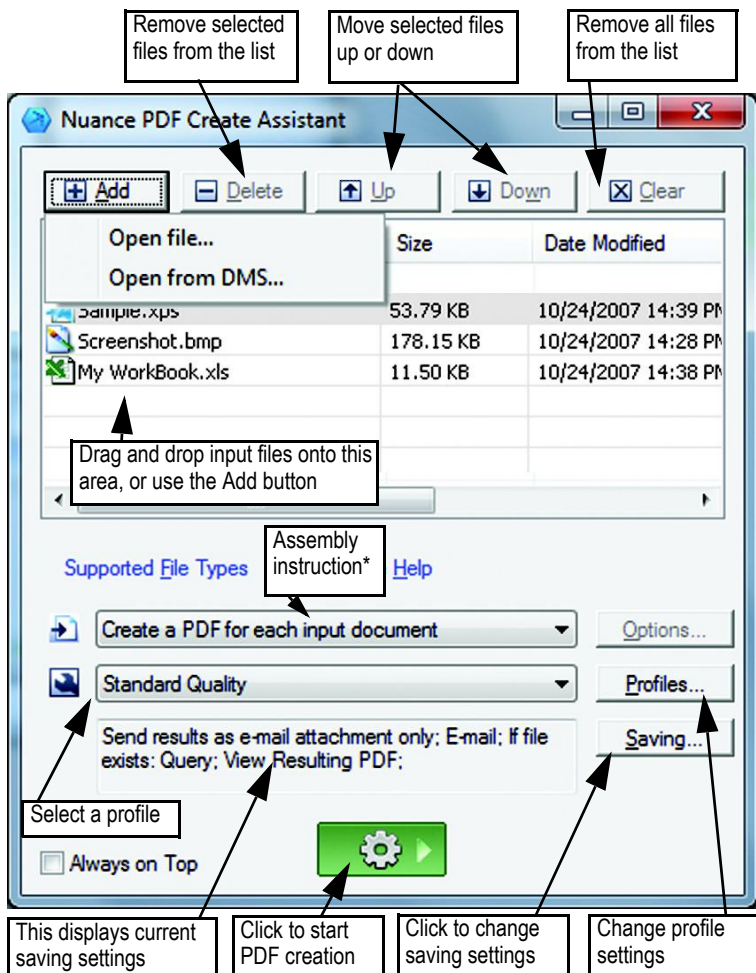 Remove selected
files from the list
Move selected files
up or down
Remove all files
from the list
Nuance PDF Create Assistant
Add
Delete
Up
Down
Clear
Open file...
Open from DMS...
Size
Date Modified
Sample.xps
53.79 KB
10/24/2007 14:39 PM
Screenshot.bmp
178.15 KB
10/24/2007 14:28 PM
My WorkBook.xls
11.50 KB
10/24/2007 14:38 PM
Drag and drop input files onto this
area, or use the Add button
Assembly
instruction*
Supported File Types
Help
Create a PDF for each input document
Options...
Standard Quality
Profiles...
Send results as e-mail attachment only; E-mail; If file
exists: Query; View Resulting PDF;
Saving...
Select a profile
Always on Top
This displays current
saving settings
Click to start
PDF creation
Click to change
saving settings
Change profile
settings